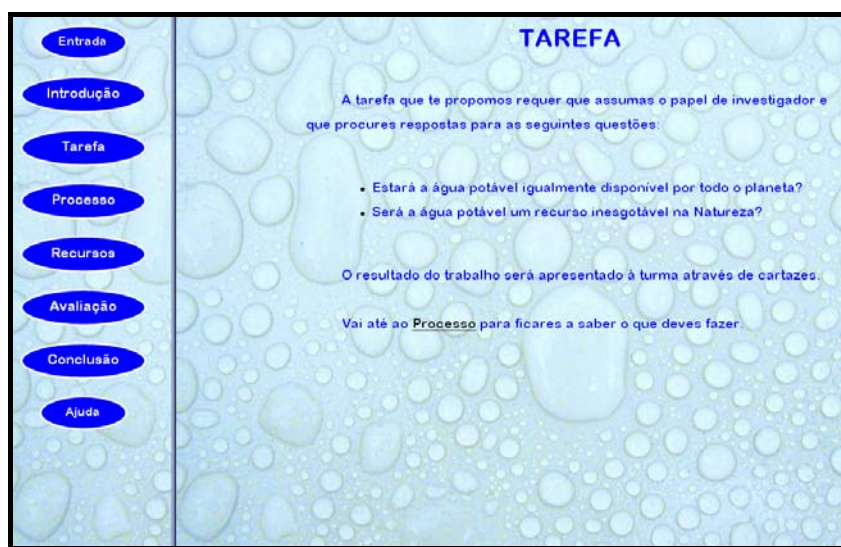 Entrada
Introdução
Tarefa
Processo
Recursos
Avaliação
Conclusão
Ajuda
TAREFA
A tarefa que te propomos requer que assumas o papel de investigador e
que procures respostas para as seguintes questões:
• Estará a água potável igualmente disponível por todo o planeta?
• Será a água potável um recurso inesgotável na Natureza?
O resultado do trabalho será apresentado à turma através de cartazes.
Vai até ao Processo para ficares a saber o que deves fazer.